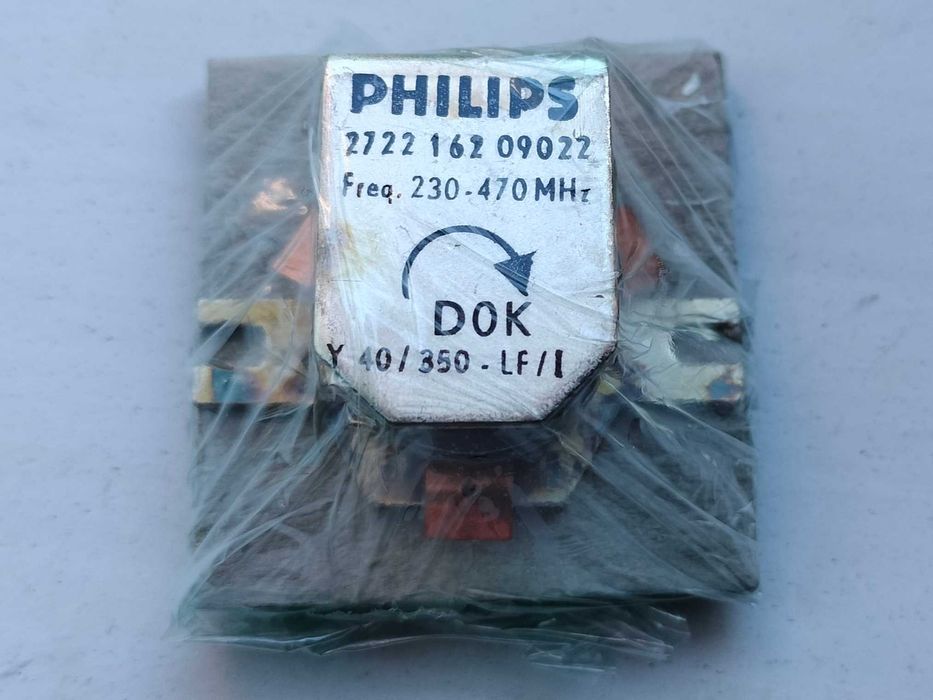 PHILIPS
2722 162 09022
Freq. 230-470 MHz
DOK
Y 40/350-LF/I